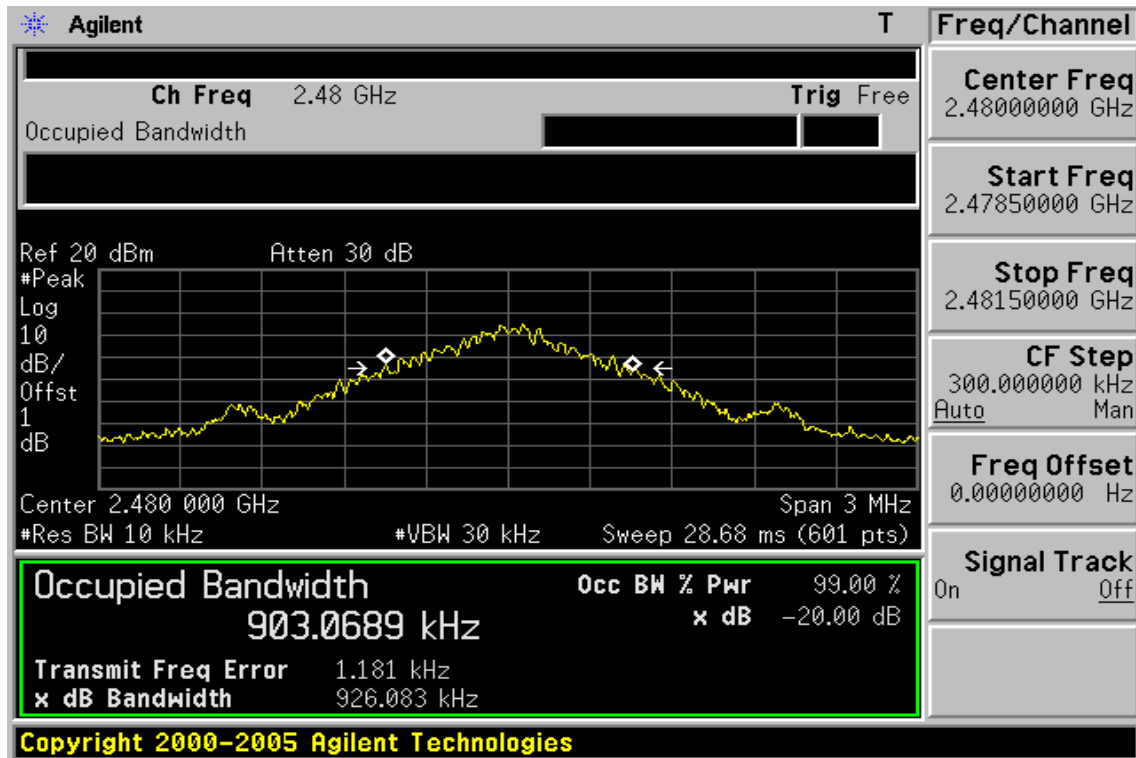 Agilent T
Freq/Channel
Ch Freq 2.48 GHz Trig Free
Occupied Bandwidth
Center Freq
2.48000000 GHz
Start Freq
2.47850000 GHz
Stop Freq
2.48150000 GHz
CF Step
300.000000 kHz
Auto Man
Freq Offset
0.00000000 Hz
Signal Track
On Off
Ref 20 dBm Atten 30 dB
#Peak
Log
10
dB/
Offst
1
dB
Center 2.480 000 GHz Span 3 MHz
#Res BW 10 kHz #VBW 30 kHz Sweep 28.68 ms (601 pts)
Occupied Bandwidth
903.0689 kHz
Occ BW % Pwr 99.00 %
x dB -20.00 dB
Transmit Freq Error 1.181 kHz
x dB Bandwidth 926.083 kHz
Copyright 2000-2005 Agilent Technologies